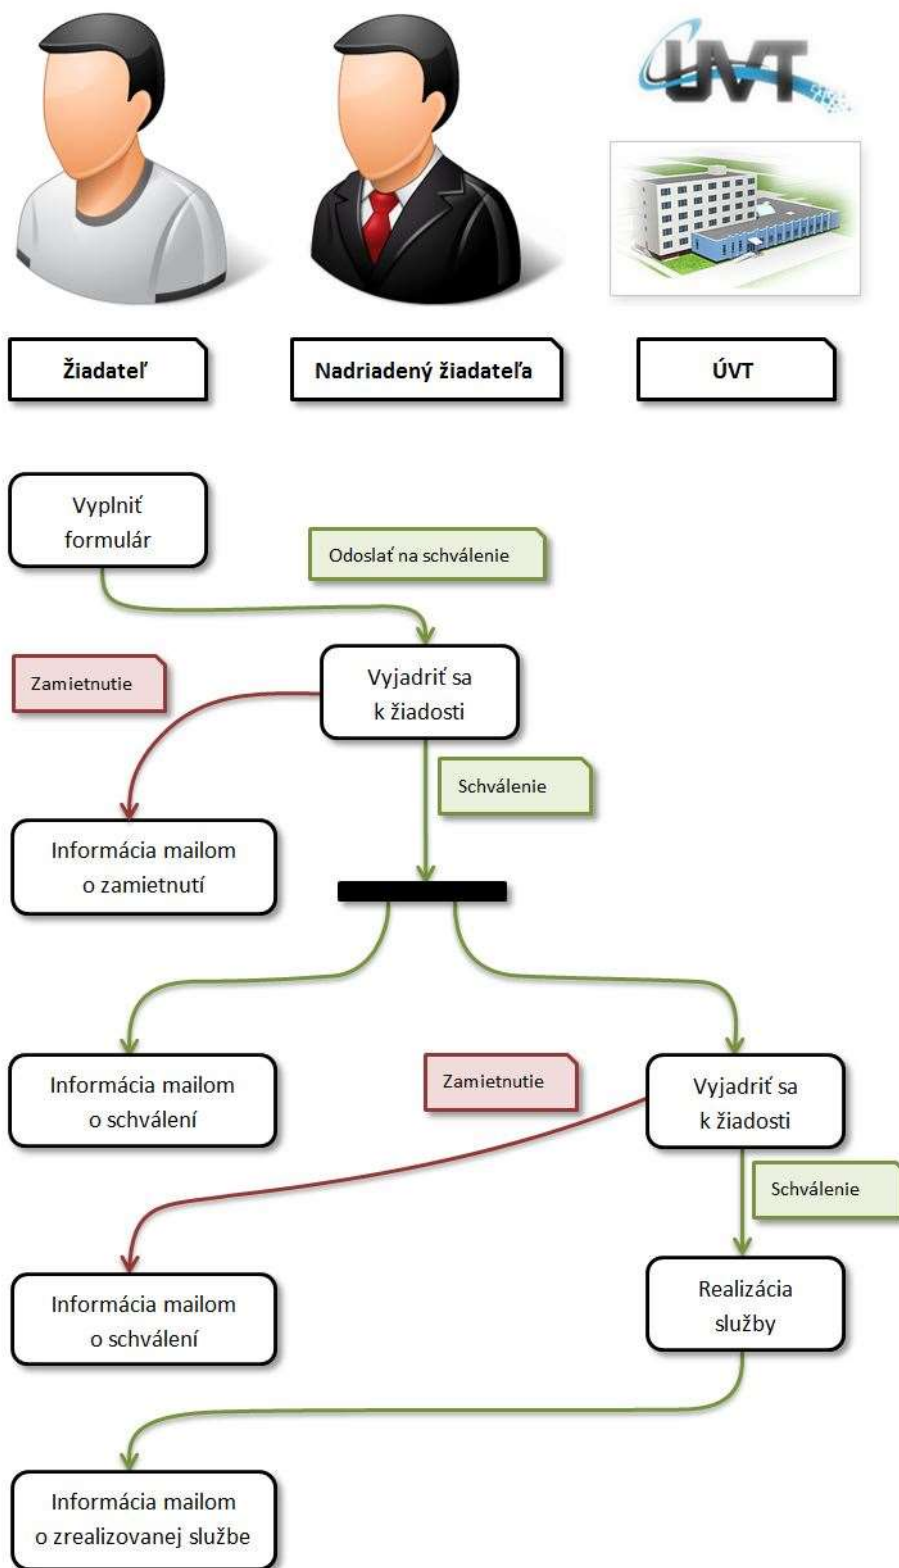 UVT
Žiadateľ
Nadriadený žiadateľa
ÚVT
Vyplniť
formulár
Odoslať na schválenie
Zamietnutie
Vyjadriť sa
k žiadosti
Schválenie
Informácia mailom
o zamietnutí
Informácia mailom
o schválení
Zamietnutie
Vyjadriť sa
k žiadosti
Schválenie
Informácia mailom
o schválení
Realizácia
služby
Informácia mailom
o zrealizovanej službe